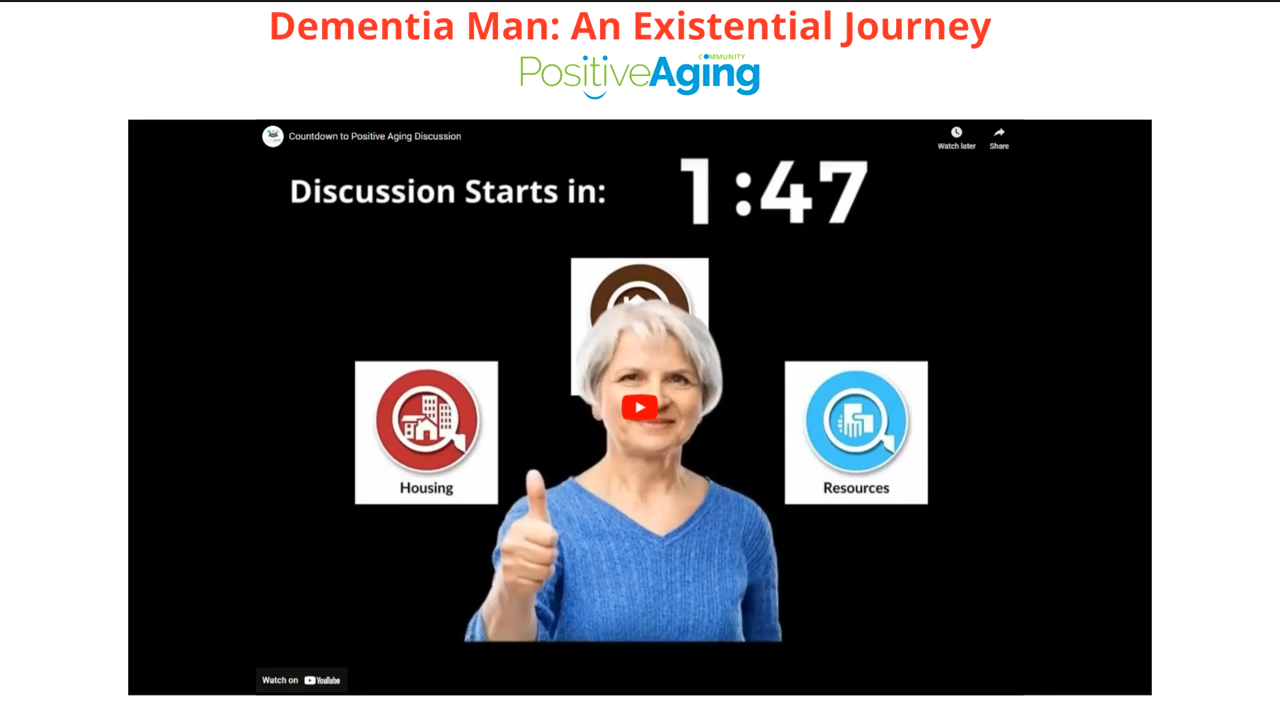 Dementia Man: An Existential Journey
COMMUNITY
PositiveAging
Countdown to Positive Aging Discussion
Watch later
Share
Discussion Starts in:
1:47
Housing
Resources
Watch on YouTube